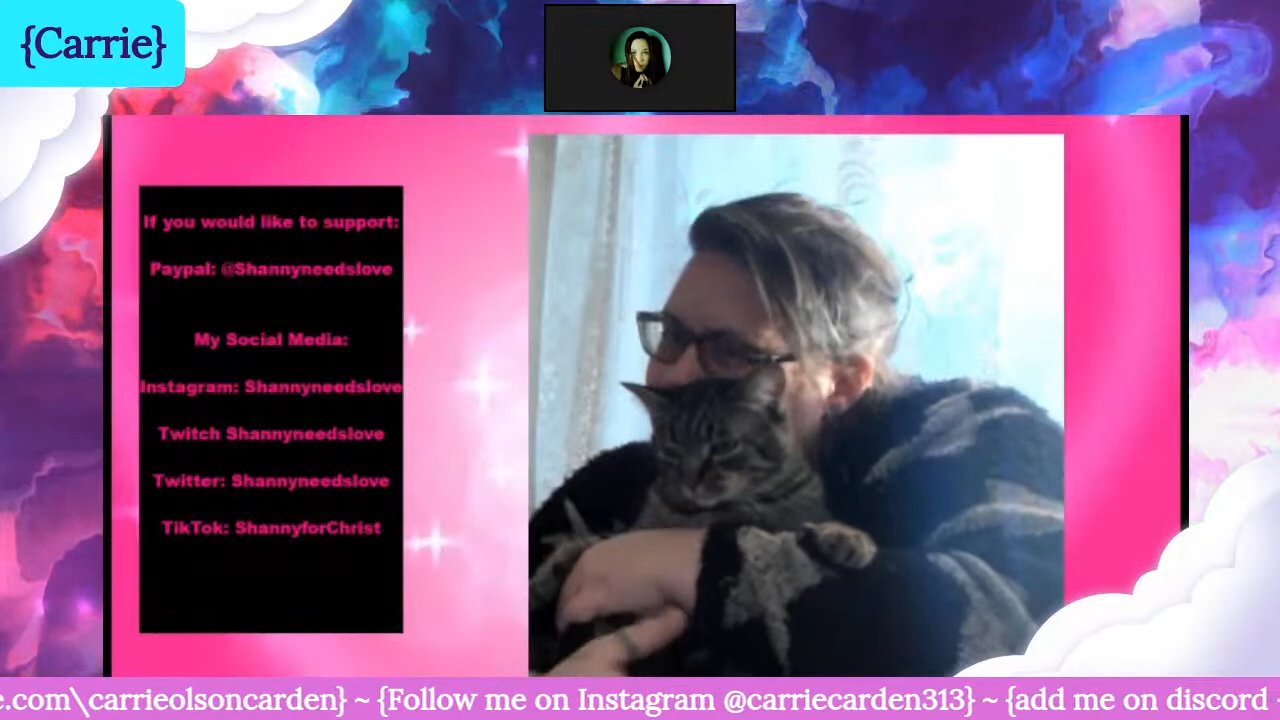 {Carrie}
If you would like to support:
Paypal: @Shannyneedslove
My Social Media:
Instagram: Shannyneedslove
Twitch Shannyneedslove
Twitter: Shannyneedslove
TikTok: ShannyforChrist
e.com\carrieolsoncarden} ~ {Follow me on Instagram @carriecarden313} ~ {add me on discord